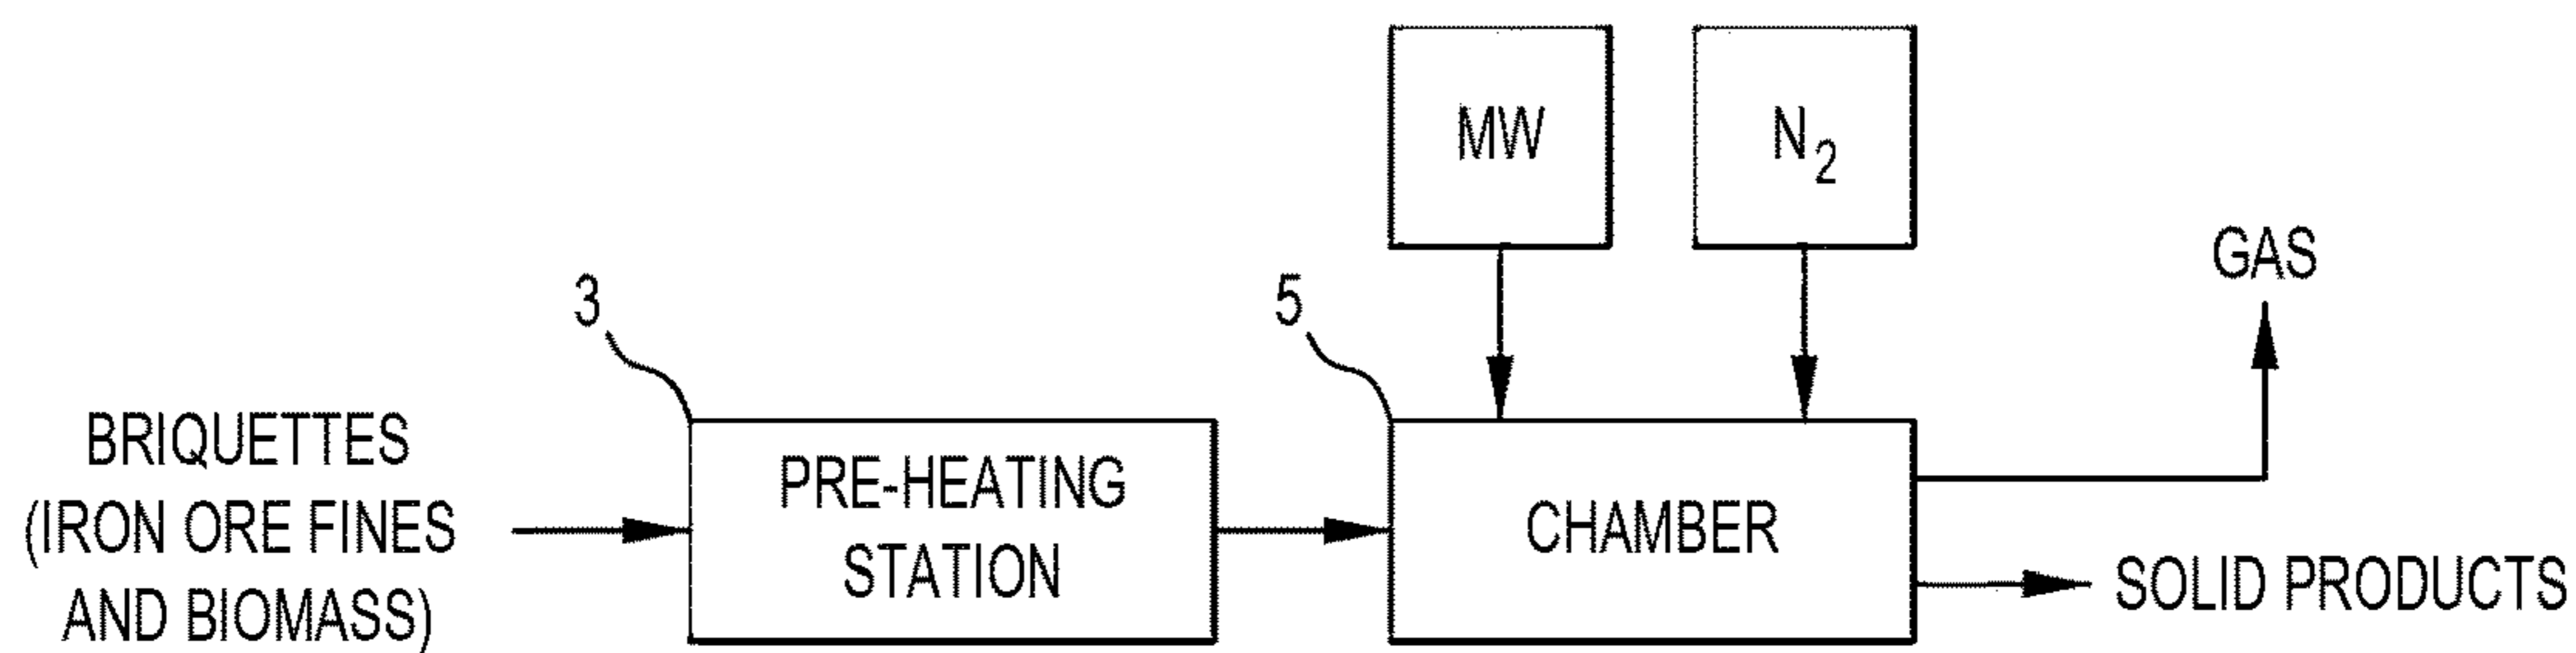 MW
N2
GAS
3
5
BRIQUETTES
(IRON ORE FINES
AND BIOMASS)
PRE-HEATING
STATION
CHAMBER
SOLID PRODUCTS